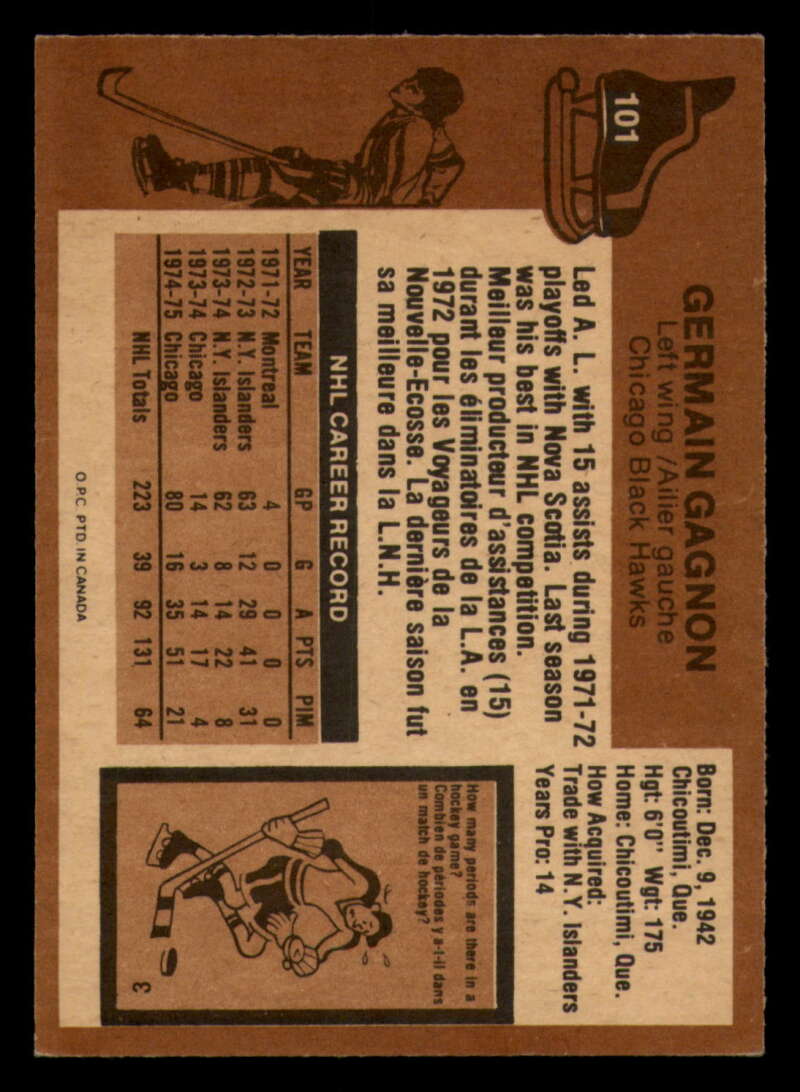 101
GERMAIN GAGNON
Left wing / Ailier gauche
Chicago Black Hawks
Born: Dec. 9, 1942
Chicoutimi, Que.
Hgt: 6'0" Wgt: 175
Home: Chicoutimi, Que.
How Acquired:
Trade with N.Y. Islanders
Years Pro: 14
Led A. L. with 15 assists during 1971-72
playoffs with Nova Scotia. Last season
was his best in NHL competition.
Meilleur producteur d'assistances (15)
durant les éliminatoires de la L.A. en
1972 pour les Voyageurs de la
Nouvelle-Ecosse. La dernière saison fut
sa meilleure dans la L.N.H.
NHL CAREER RECORD
YEAR TEAM GP G A PTS PIM
1971-72 Montreal 4 0 0 0 0
1972-73 N.Y. Islanders 63 12 29 41 31
1973-74 N.Y. Islanders 62 8 14 22 8
1973-74 Chicago 14 3 14 17 4
1974-75 Chicago 80 16 35 51 21
NHL Totals 223 39 92 131 64
How many periods are there in a
hockey game?
Combien de périodes y a-t-il dans
un match de hockey?
3
O.P.C. PTD. IN CANADA